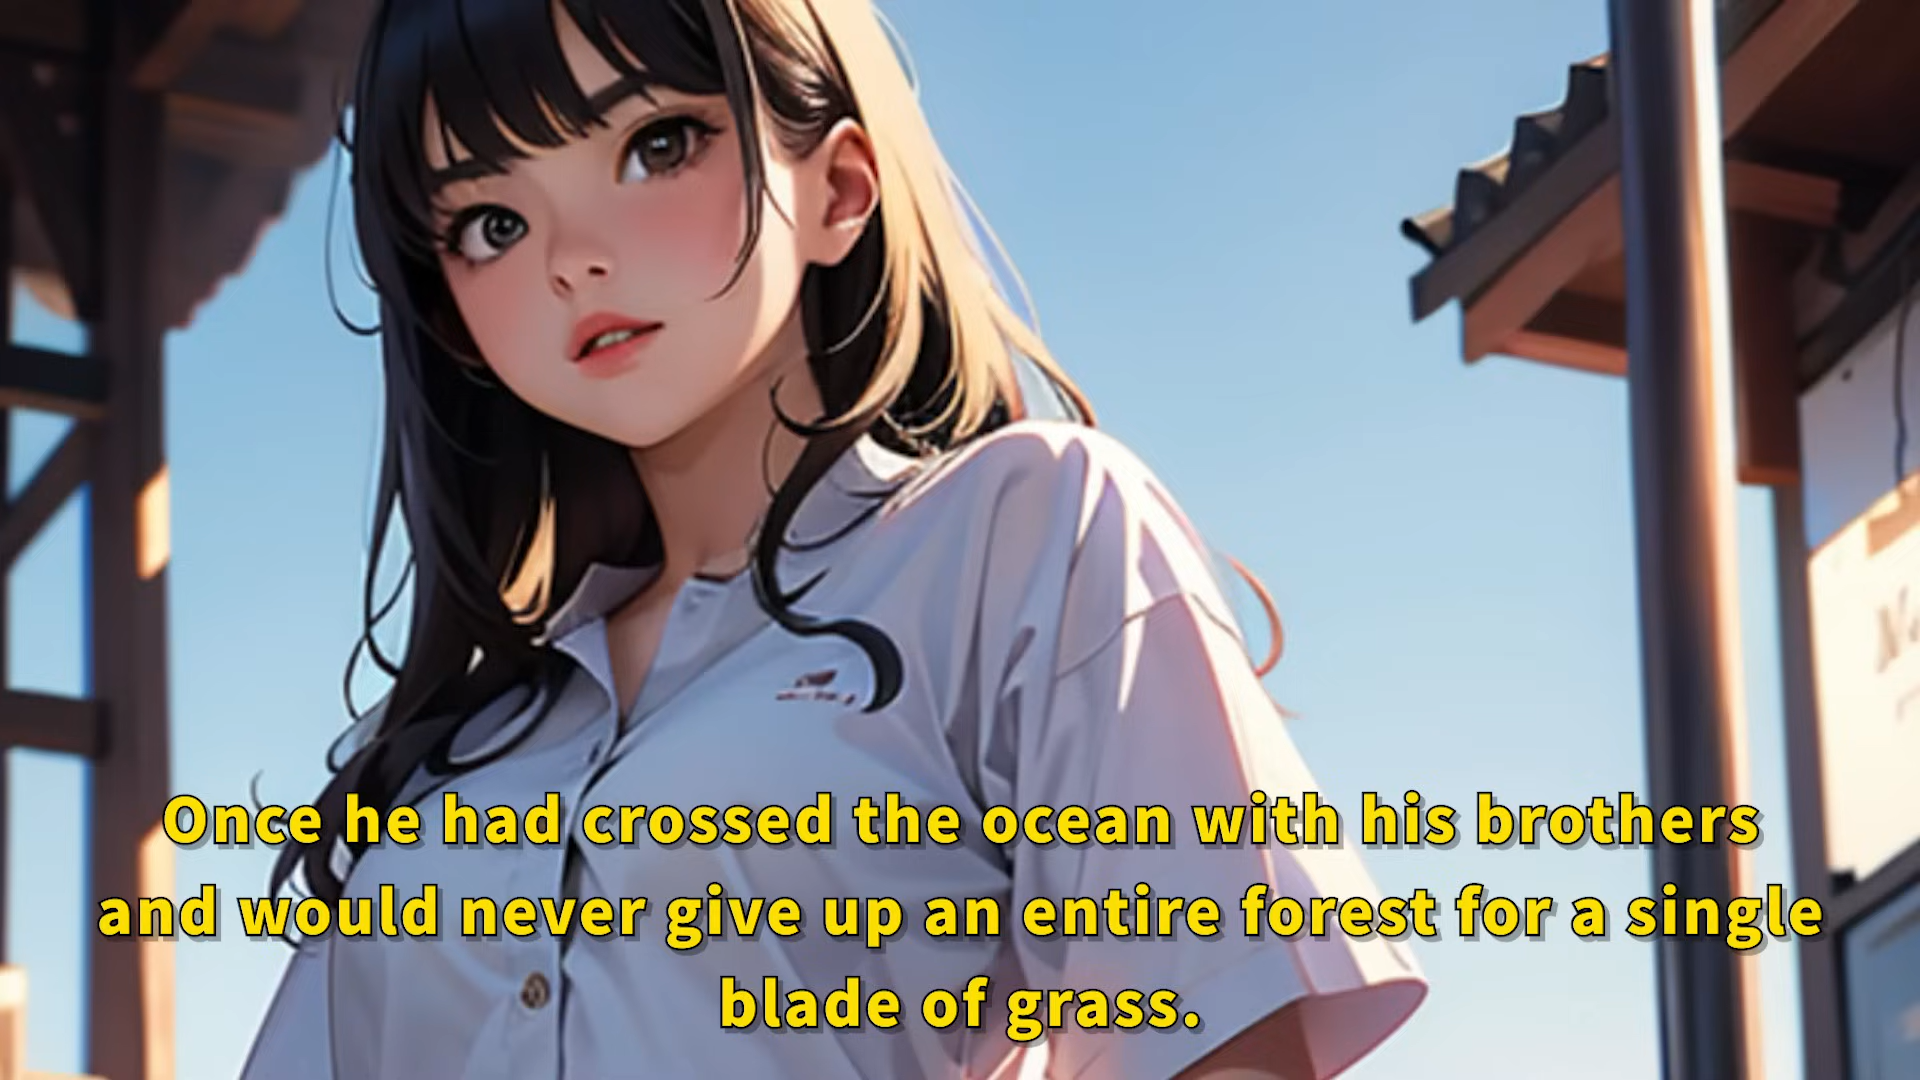 Once he had crossed the ocean with his brothers
and would never give up an entire forest for a single
blade of grass.